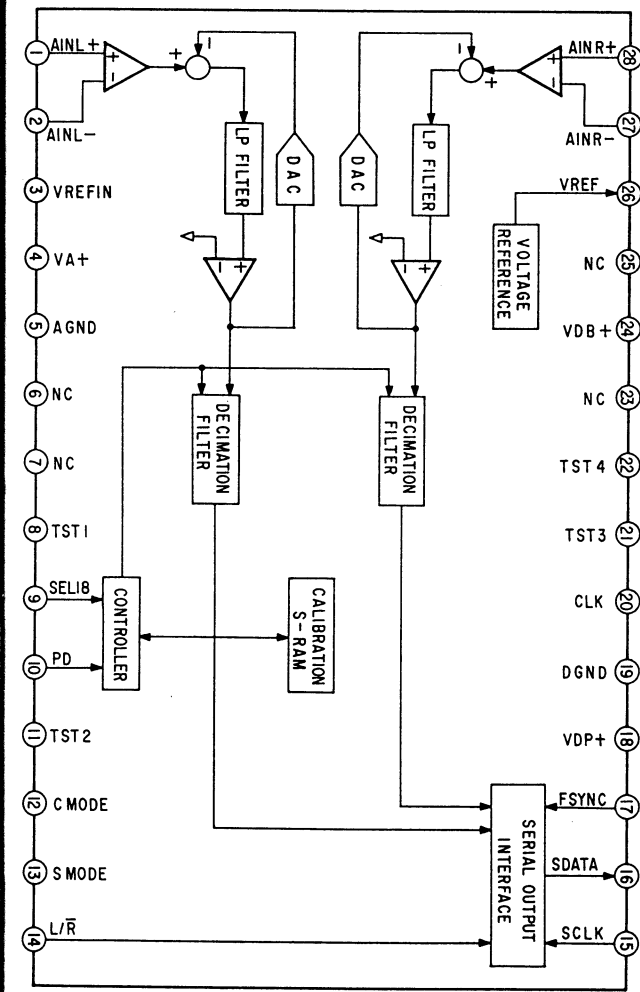 1 AINL+
2 AINL-
3 VREFIN
4 VA+
5 AGND
6 NC
7 NC
8 TST1
9 SEL18
10 PD
11 TST2
12 CMODE
13 SMODE
14 L/R̅
AINR+ 28
AINR- 27
VREF 26
NC 25
VDB+ 24
NC 23
TST4 22
TST3 21
CLK 20
DGND 19
VDP+ 18
FSYNC 17
SDATA 16
SCLK 15
+
-
+
-
LP FILTER
DAC
+
-
DECIMATION
FILTER
+
-
+
-
LP FILTER
DAC
+
-
DECIMATION
FILTER
VOLTAGE
REFERENCE
CONTROLLER
CALIBRATION
S-RAM
SERIAL OUTPUT
INTERFACE